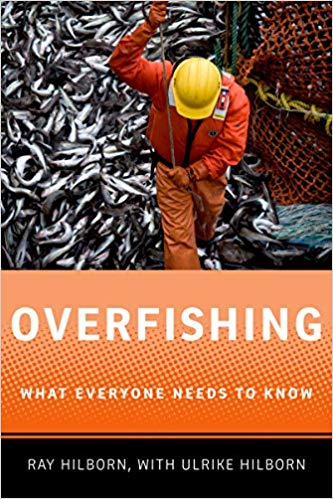 OVERFISHING
WHAT EVERYONE NEEDS TO KNOW
RAY HILBORN, WITH ULRIKE HILBORN